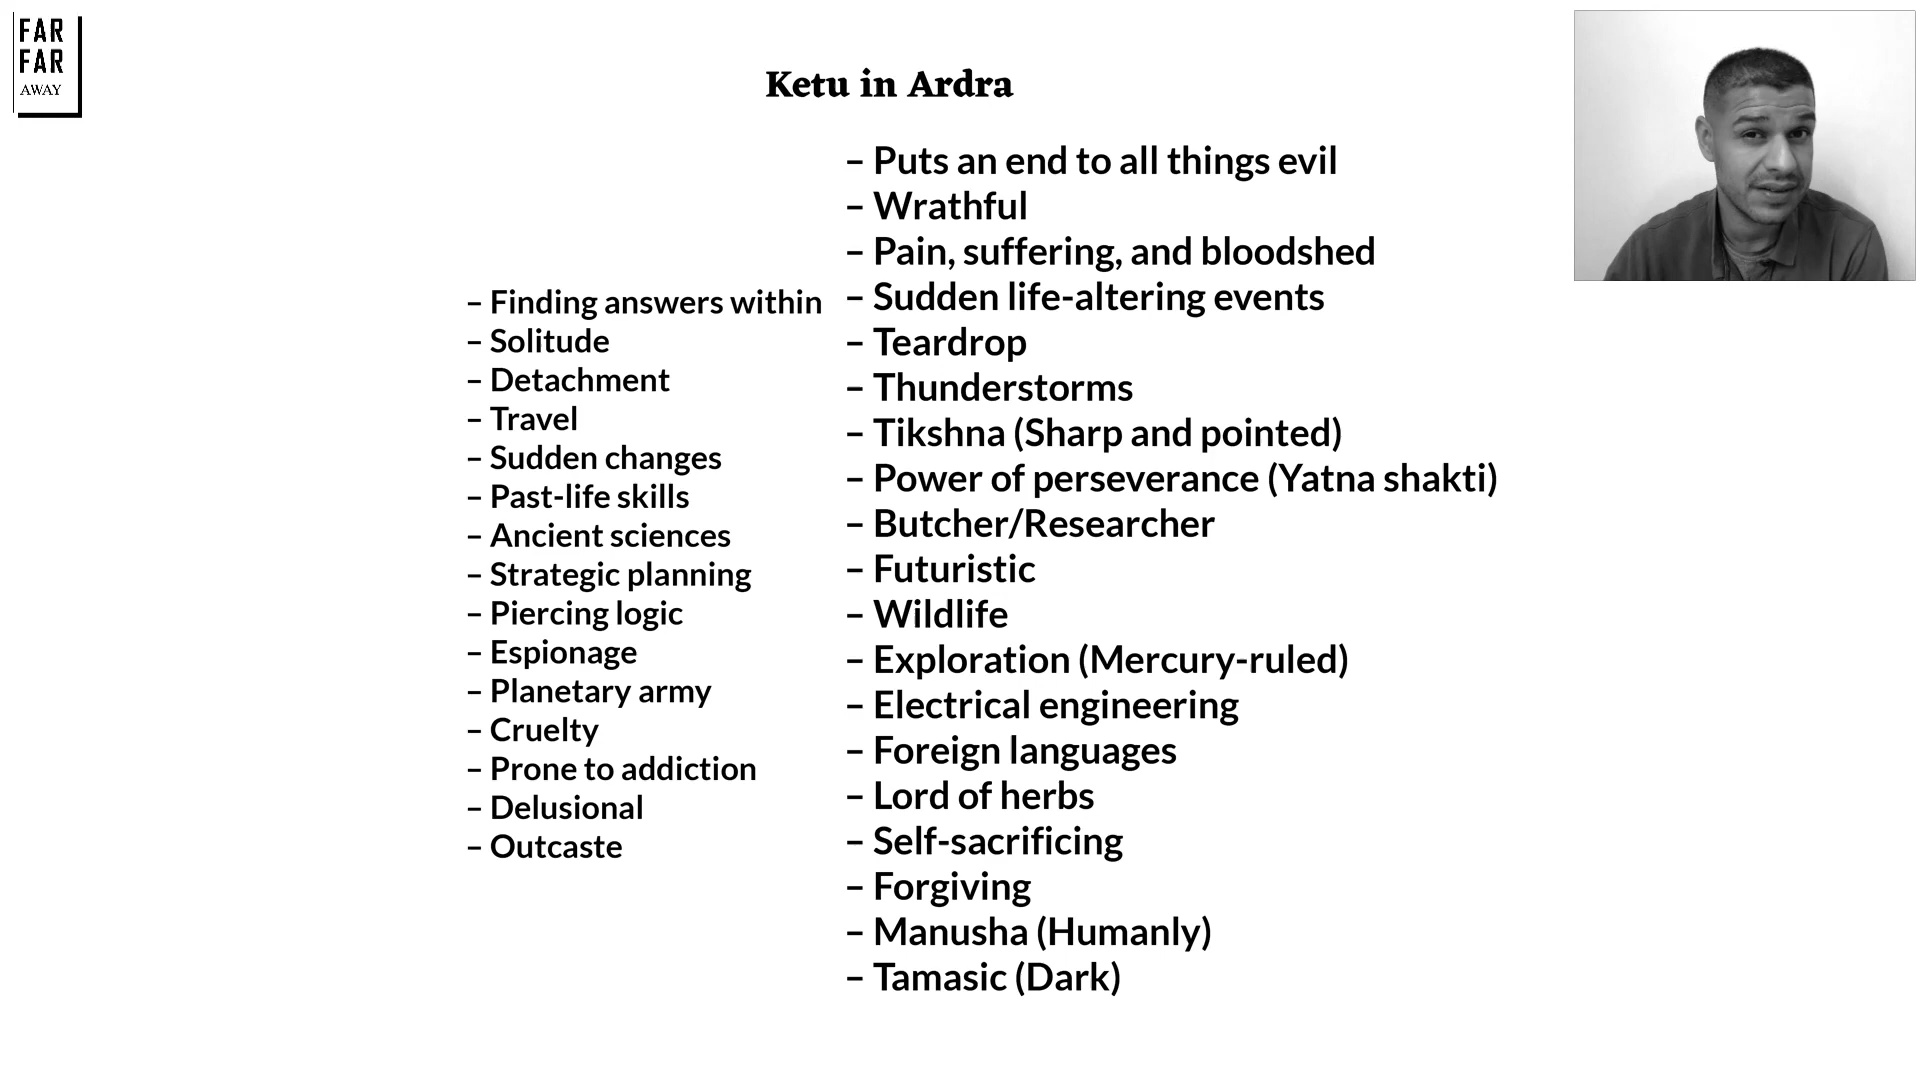 FAR
FAR
AWAY
Ketu in Ardra
– Finding answers within
– Solitude
– Detachment
– Travel
– Sudden changes
– Past-life skills
– Ancient sciences
– Strategic planning
– Piercing logic
– Espionage
– Planetary army
– Cruelty
– Prone to addiction
– Delusional
– Outcaste
– Puts an end to all things evil
– Wrathful
– Pain, suffering, and bloodshed
– Sudden life-altering events
– Teardrop
– Thunderstorms
– Tikshna (Sharp and pointed)
– Power of perseverance (Yatna shakti)
– Butcher/Researcher
– Futuristic
– Wildlife
– Exploration (Mercury-ruled)
– Electrical engineering
– Foreign languages
– Lord of herbs
– Self-sacrificing
– Forgiving
– Manusha (Humanly)
– Tamasic (Dark)